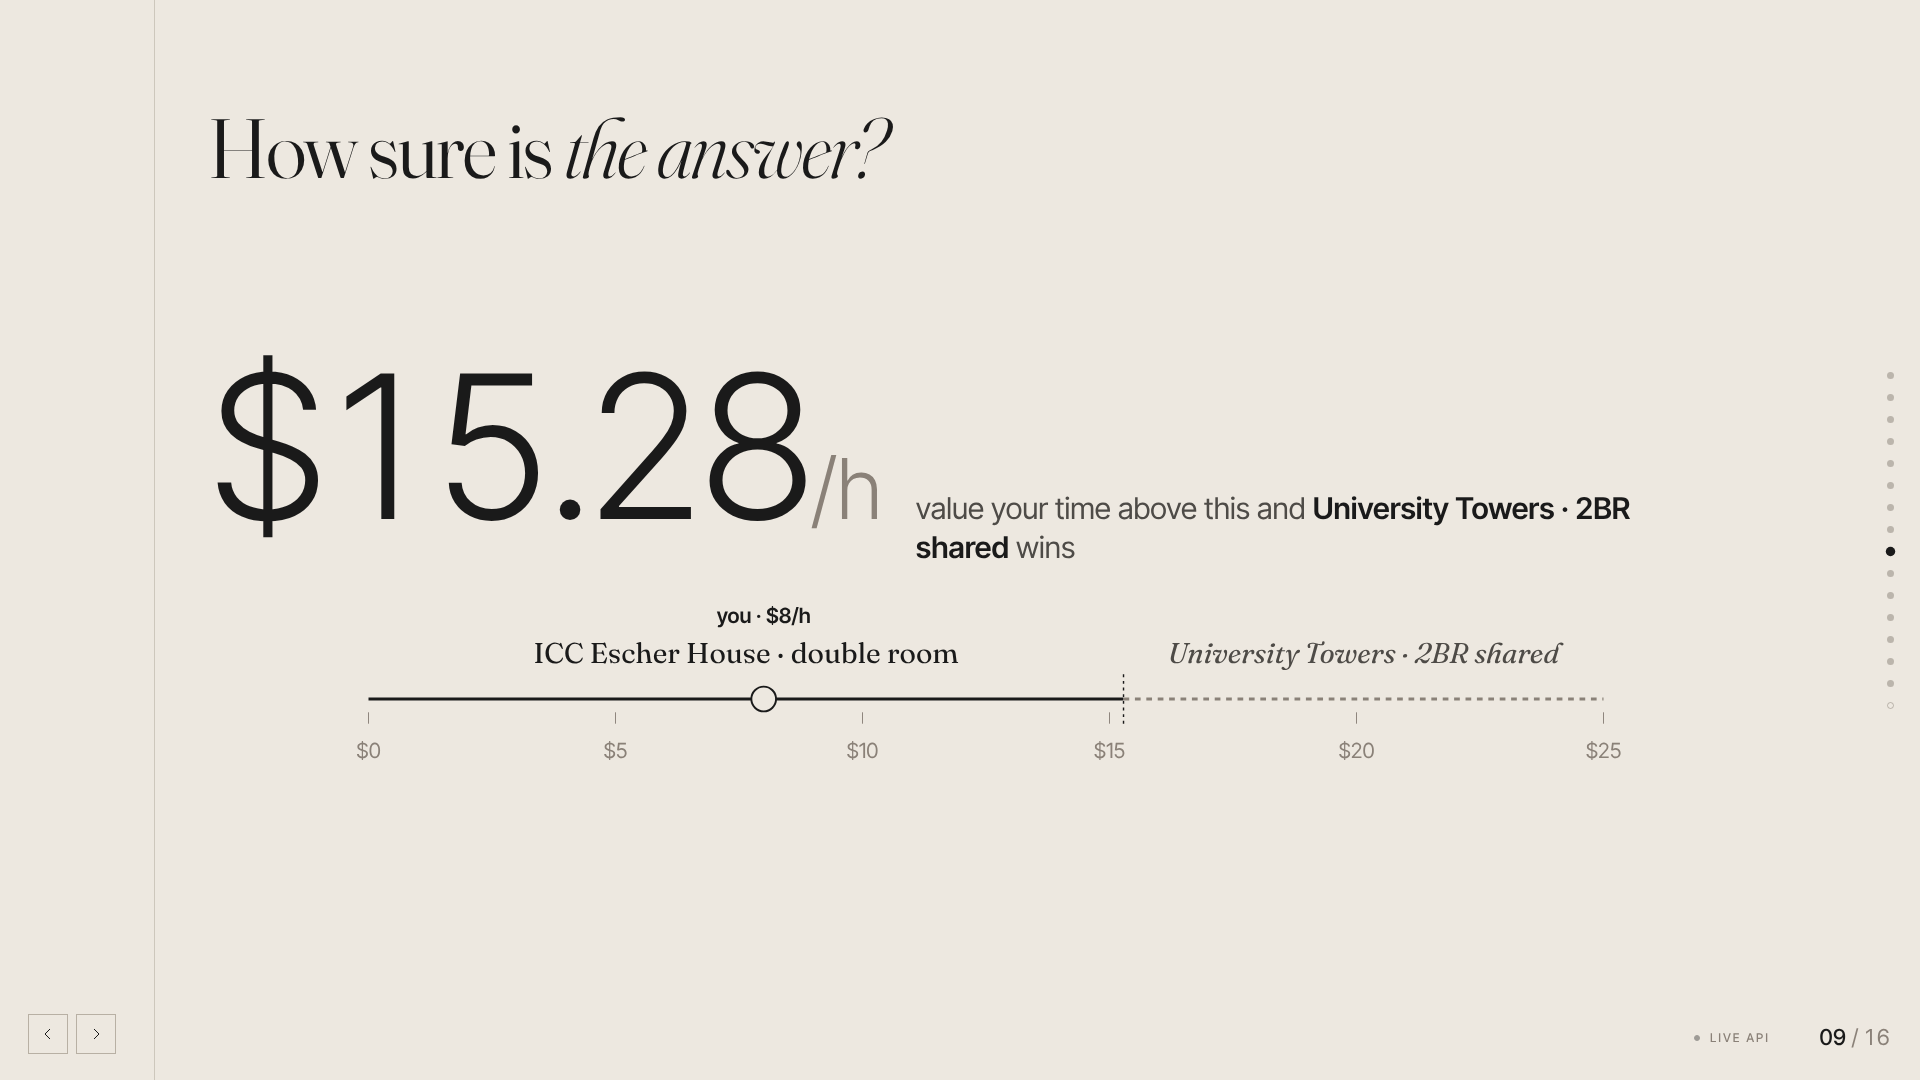 How sure is the answer?
$15.28/h
value your time above this and University Towers · 2BR
shared wins
you · $8/h
ICC Escher House · double room
University Towers · 2BR shared
$0 $5 $10 $15 $20 $25
LIVE API
09 / 16